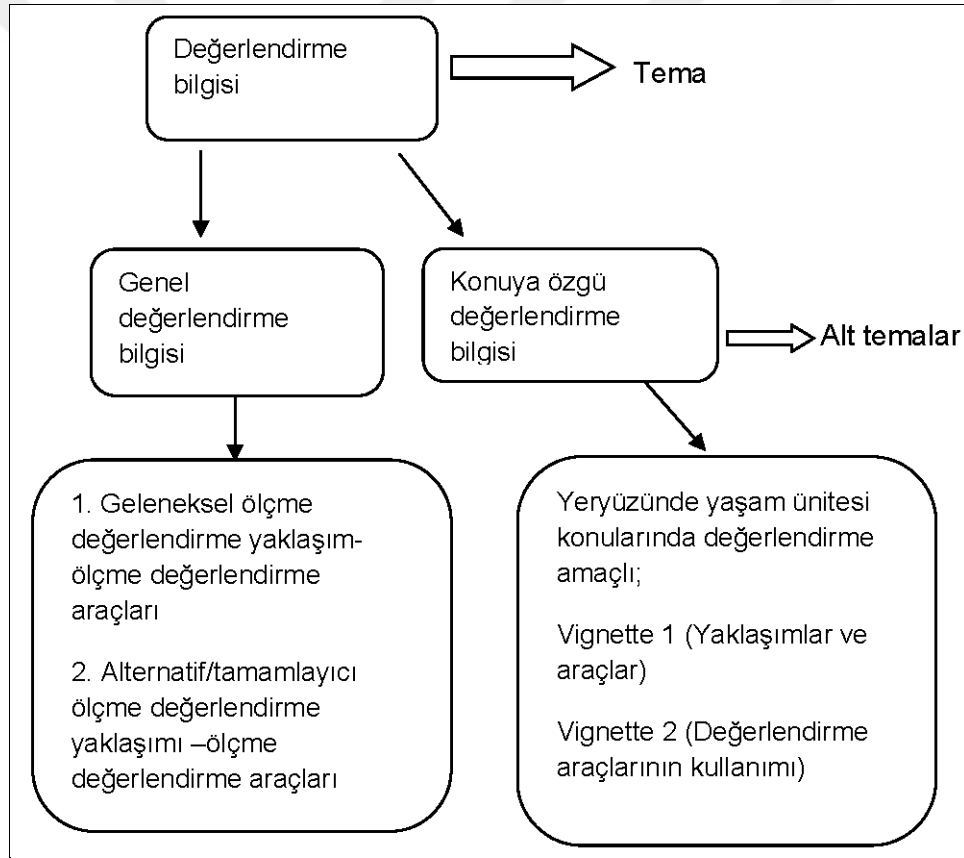 Değerlendirme
bilgisi
Tema
Genel
değerlendirme
bilgisi
Konuya özgü
değerlendirme
bilgisi
Alt temalar
1. Geleneksel ölçme
değerlendirme yaklaşım-
ölçme değerlendirme
araçları
2. Alternatif/tamamlayıcı
ölçme değerlendirme
yaklaşımı –ölçme
değerlendirme araçları
Yeryüzünde yaşam ünitesi
konularında değerlendirme
amaçlı;
Vignette 1 (Yaklaşımlar ve
araçlar)
Vignette 2 (Değerlendirme
araçlarının kullanımı)